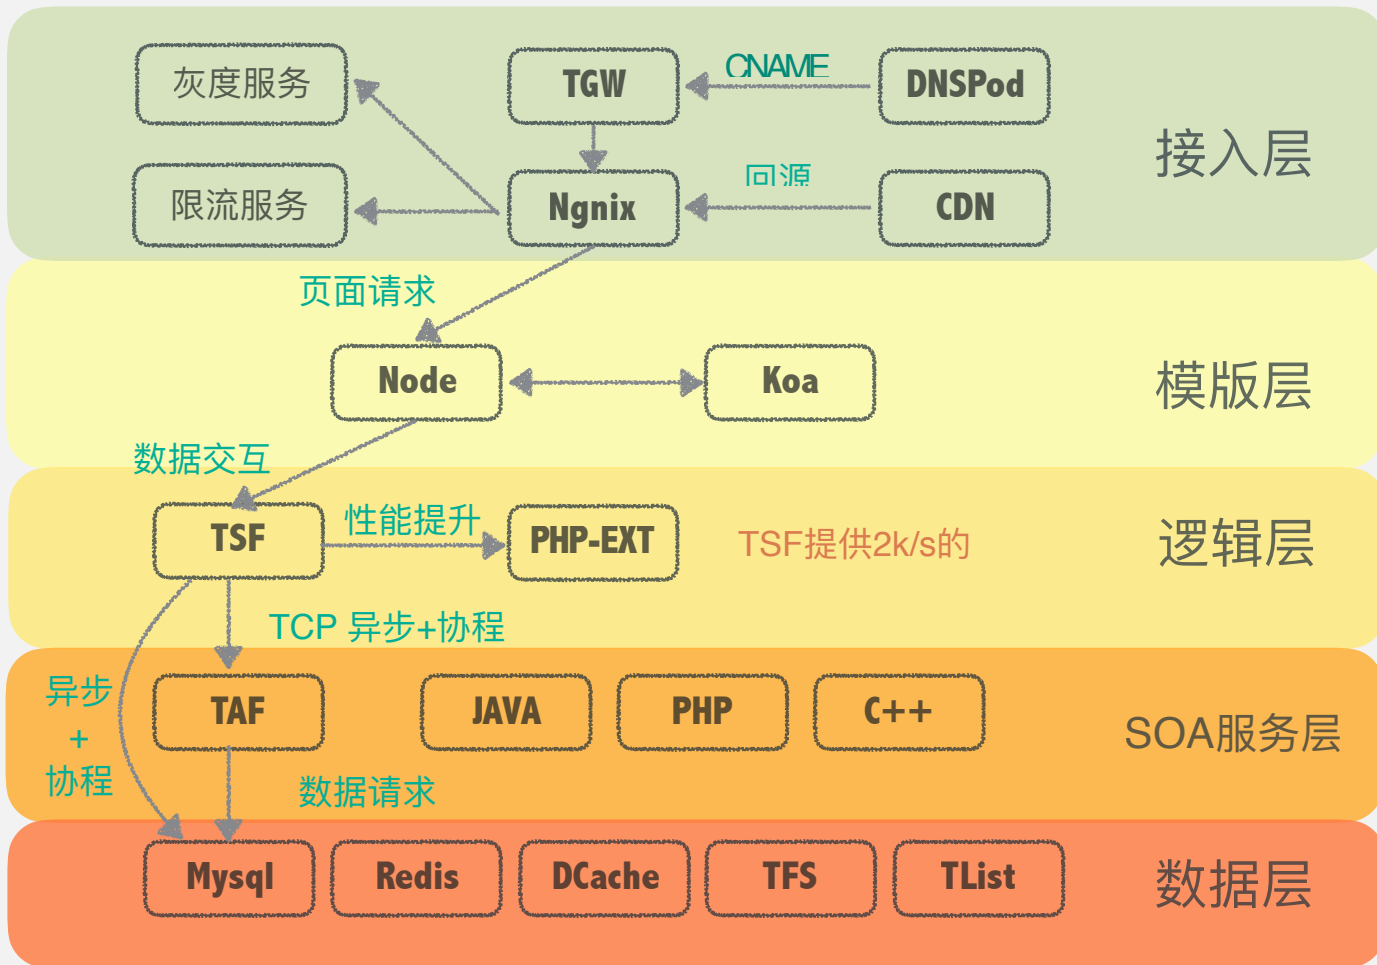 灰度服务
TGW
CNAME
DNSPod
接入层
限流服务
Ngnix
回源
CDN
页面请求
Node
Koa
模版层
数据交互
TSF
性能提升
PHP-EXT
TSF提供2k/s的
逻辑层
TCP 异步+协程
异步
+
协程
TAF
JAVA
PHP
C++
SOA服务层
数据请求
Mysql
Redis
DCache
TFS
TList
数据层